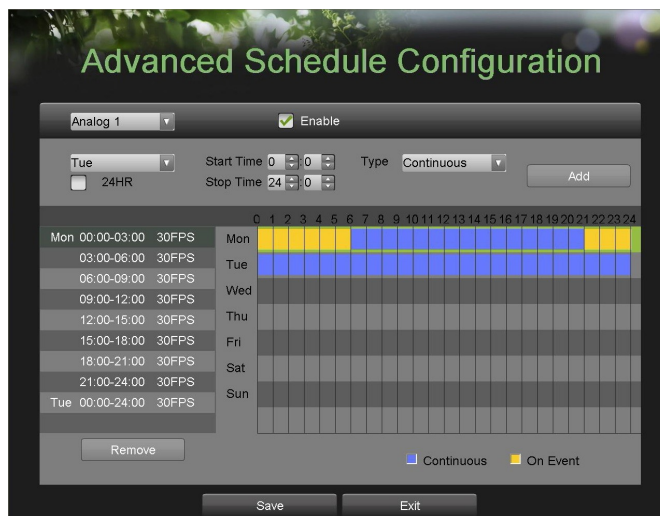 Advanced Schedule Configuration
Analog 1 Enable
Tue Start Time 0 : 0 Type Continuous Add
24HR Stop Time 24 : 0
0 1 2 3 4 5 6 7 8 9 10 11 12 13 14 15 16 17 18 19 20 21 22 23 24
Mon 00:00-03:00 30FPS Mon
03:00-06:00 30FPS
Tue
06:00-09:00 30FPS
Wed
09:00-12:00 30FPS
12:00-15:00 30FPS Thu
15:00-18:00 30FPS Fri
18:00-21:00 30FPS Sat
21:00-24:00 30FPS
Sun
Tue 00:00-24:00 30FPS
Remove
Continuous On Event
Save Exit